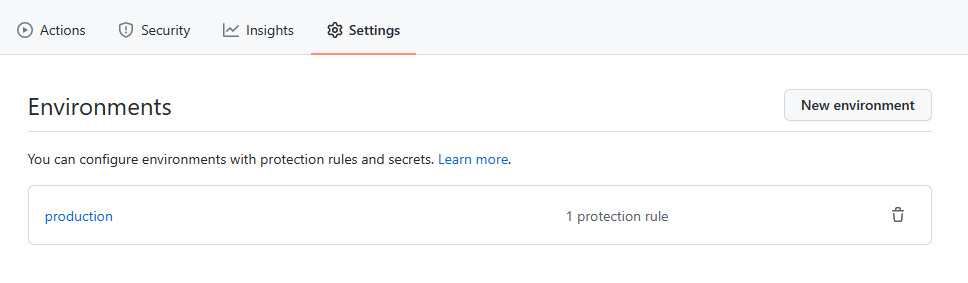 Actions Security Insights Settings
Environments New environment
You can configure environments with protection rules and secrets. Learn more.
production 1 protection rule